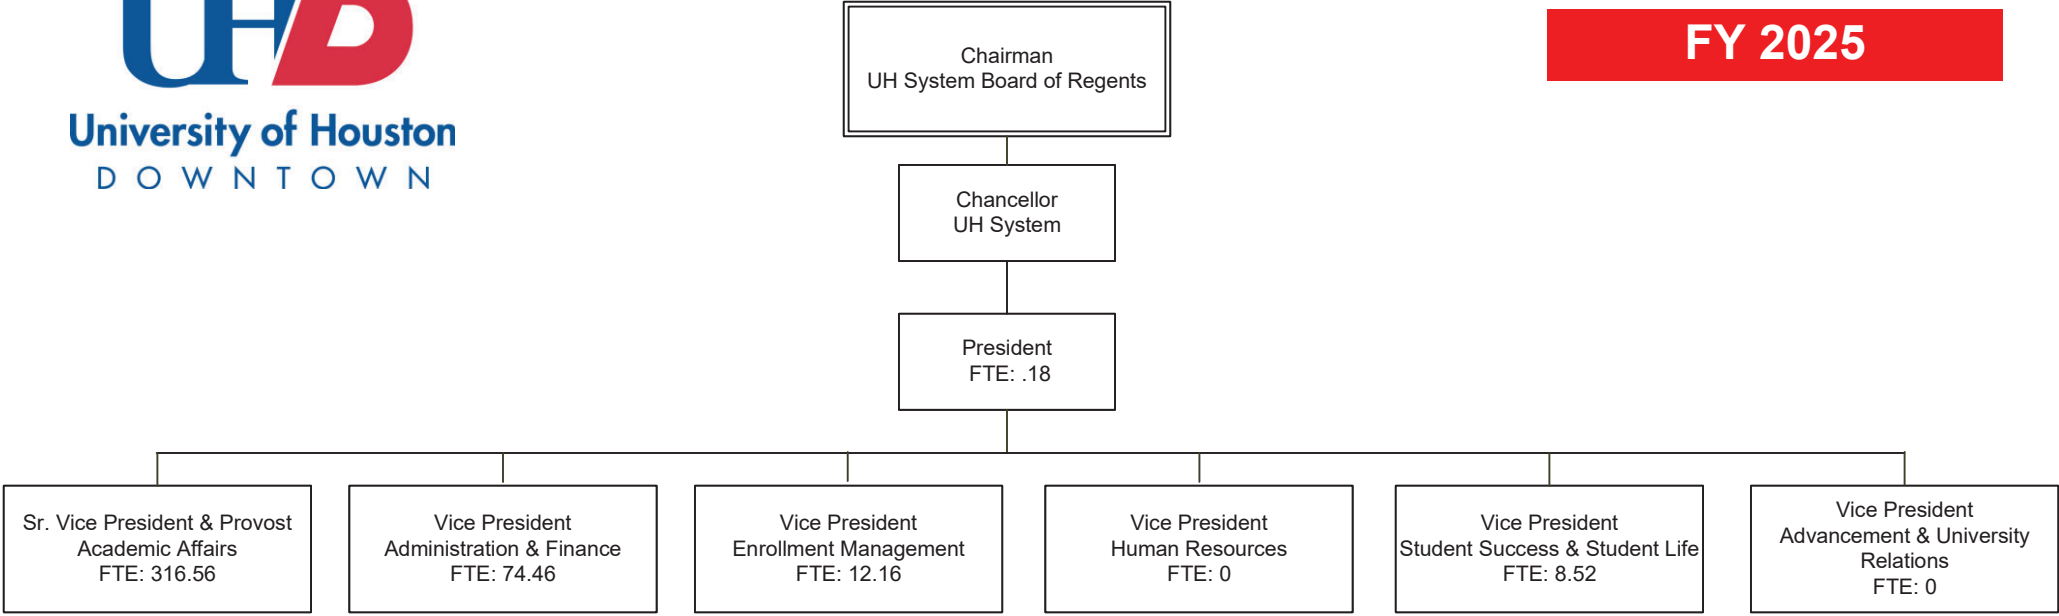 UHD
University of Houston
DOWNTOWN
FY 2025
Chairman
UH System Board of Regents
Chancellor
UH System
President
FTE: .18
Sr. Vice President & Provost
Academic Affairs
FTE: 316.56
Vice President
Administration & Finance
FTE: 74.46
Vice President
Enrollment Management
FTE: 12.16
Vice President
Human Resources
FTE: 0
Vice President
Student Success & Student Life
FTE: 8.52
Vice President
Advancement & University
Relations
FTE: 0